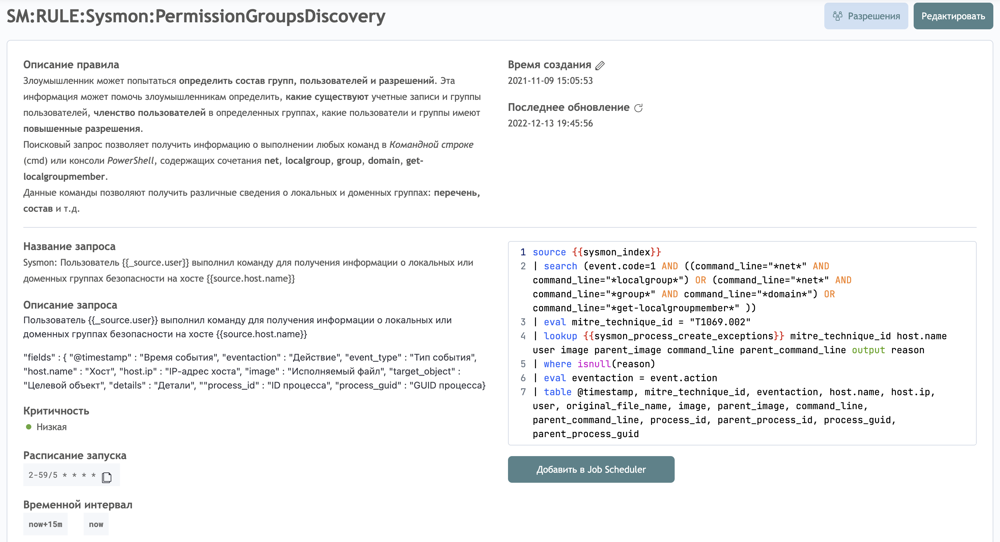 SM:RULE:Sysmon:PermissionGroupsDiscovery
Разрешения
Редактировать
Описание правила
Злоумышленник может попытаться определить состав групп, пользователей и разрешений. Эта
информация может помочь злоумышленникам определить, какие существуют учетные записи и группы
пользователей, членство пользователей в определенных группах, какие пользователи и группы имеют
повышенные разрешения.
Поисковый запрос позволяет получить информацию о выполнении любых команд в Командной строке
(cmd) или консоли PowerShell, содержащих сочетания net, localgroup, group, domain, get-
localgroupmember.
Данные команды позволяют получить различные сведения о локальных и доменных группах: перечень,
состав и т.д.
Время создания
2021-11-09 15:05:53
Последнее обновление
2022-12-13 19:45:56
Название запроса
Sysmon: Пользователь {{_source.user}} выполнил команду для получения информации о локальных или
доменных группах безопасности на хосте {{source.host.name}}
Описание запроса
Пользователь {{_source.user}} выполнил команду для получения информации о локальных или
доменных группах безопасности на хосте {{source.host.name}}
"fields" : { "@timestamp" : "Время события", "eventaction" : "Действие", "event_type" : "Тип события",
"host.name" : "Хост", "host.ip" : "IP-адрес хоста", "image" : "Исполняемый файл", "target_object" :
"Целевой объект", "details" : "Детали", ""process_id" : "ID процесса", "process_guid" : "GUID процесса}
Критичность
Низкая
Расписание запуска
2-59/5 * * * *
Временной интервал
now+15m now
1 source {{sysmon_index}}
2 | search (event.code=1 AND ((command_line="*net*" AND
command_line="*localgroup*") OR (command_line="*net*" AND
command_line="*group*" AND command_line="*domain*") OR
command_line="*get-localgroupmember*" ))
3 | eval mitre_technique_id = "T1069.002"
4 | lookup {{sysmon_process_create_exceptions}} mitre_technique_id host.name
user image parent_image command_line parent_command_line output reason
5 | where isnull(reason)
6 | eval eventaction = event.action
7 | table @timestamp, mitre_technique_id, eventaction, host.name, host.ip,
user, original_file_name, image, parent_image, command_line,
parent_command_line, process_id, parent_process_id, process_guid,
parent_process_guid
Добавить в Job Scheduler